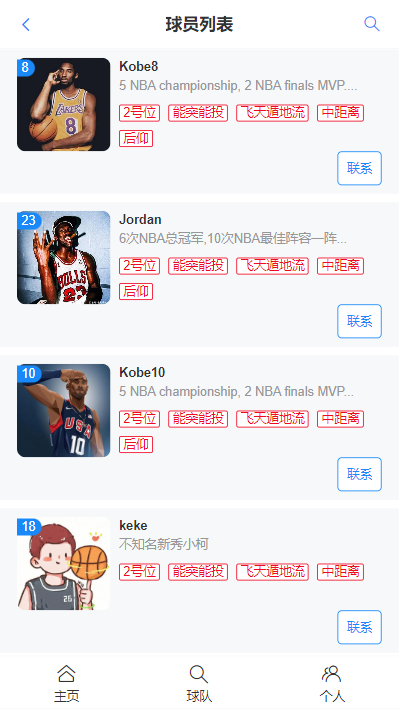 球员列表
8
Kobe8
5 NBA championship, 2 NBA finals MVP....
LAKERS
8
2号位 能突能投 飞天遁地流 中距离
后仰
联系
23
Jordan
6次NBA总冠军,10次NBA最佳阵容一阵...
BULLS
23
2号位 能突能投 飞天遁地流 中距离
后仰
联系
10
Kobe10
5 NBA championship, 2 NBA finals MVP...
USA
10
2号位 能突能投 飞天遁地流 中距离
后仰
联系
18
keke
不知名新秀小柯
25
2号位 能突能投 飞天遁地流 中距离
联系
主页 球队 个人